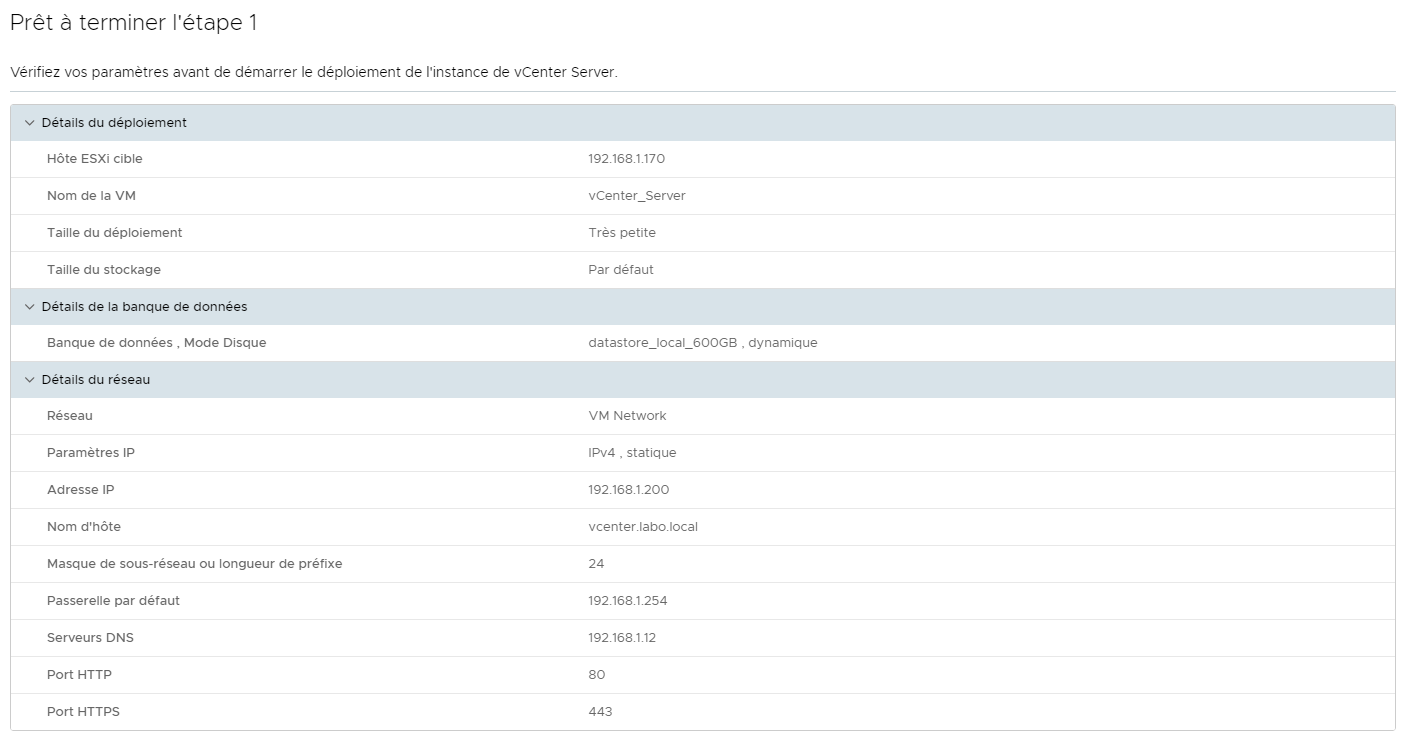 Prêt à terminer l'étape 1
Vérifiez vos paramètres avant de démarrer le déploiement de l'instance de vCenter Server.
Détails du déploiement
Hôte ESXi cible 192.168.1.170
Nom de la VM vCenter_Server
Taille du déploiement Très petite
Taille du stockage Par défaut
Détails de la banque de données
Banque de données , Mode Disque datastore_local_600GB , dynamique
Détails du réseau
Réseau VM Network
Paramètres IP IPv4 , statique
Adresse IP 192.168.1.200
Nom d'hôte vcenter.labo.local
Masque de sous-réseau ou longueur de préfixe 24
Passerelle par défaut 192.168.1.254
Serveurs DNS 192.168.1.12
Port HTTP 80
Port HTTPS 443